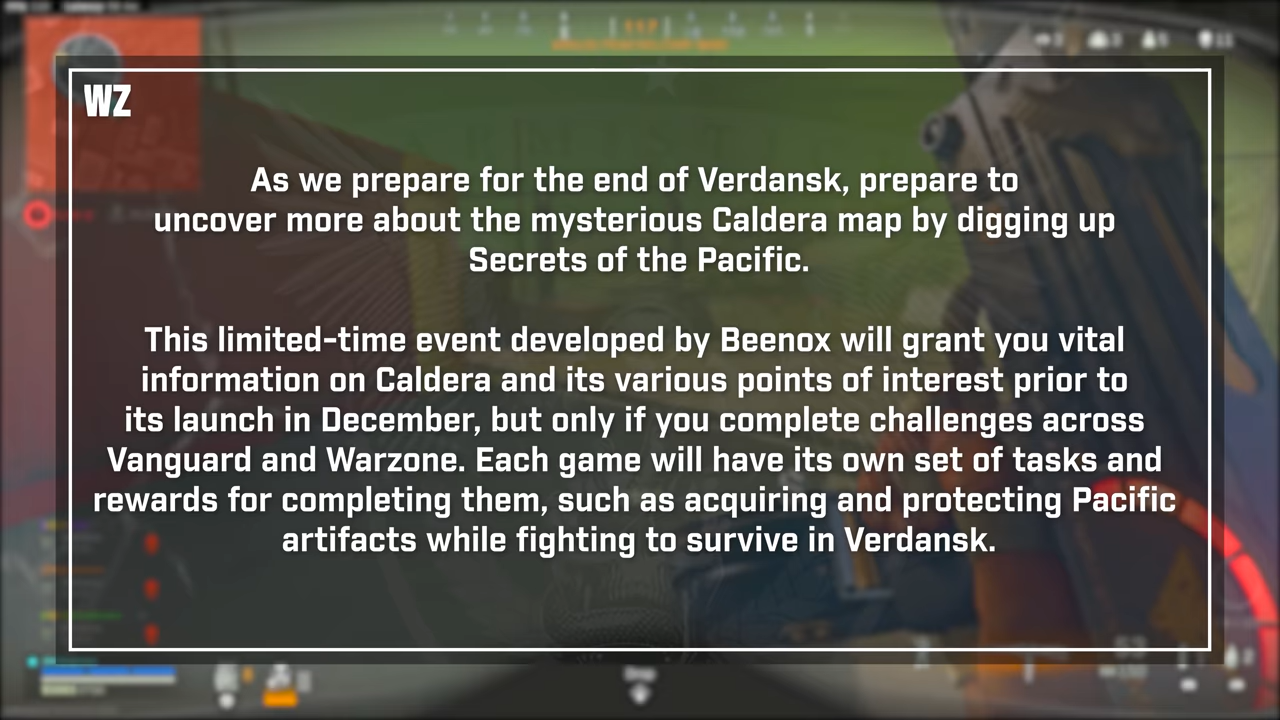 WZ
As we prepare for the end of Verdansk, prepare to
uncover more about the mysterious Caldera map by digging up
Secrets of the Pacific.
This limited-time event developed by Beenox will grant you vital
information on Caldera and its various points of interest prior to
its launch in December, but only if you complete challenges across
Vanguard and Warzone. Each game will have its own set of tasks and
rewards for completing them, such as acquiring and protecting Pacific
artifacts while fighting to survive in Verdansk.